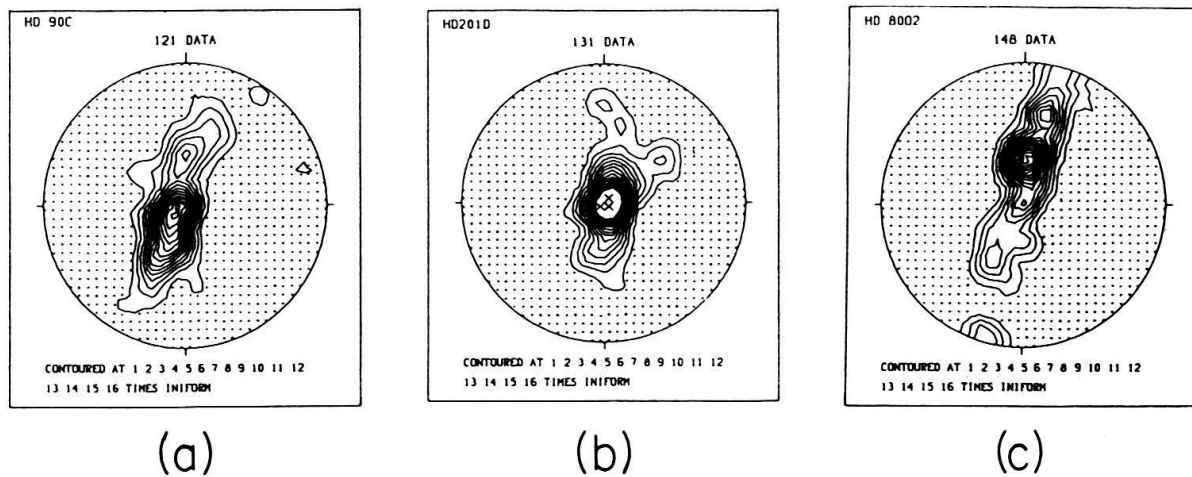 HD 90C
121 DATA
CONTOURED AT 1 2 3 4 5 6 7 8 9 10 11 12
13 14 15 16 TIMES INIFORM
(a)
HD201D
131 DATA
CONTOURED AT 1 2 3 4 5 6 7 8 9 10 11 12
13 14 15 16 TIMES INIFORM
(b)
HD 8002
148 DATA
CONTOURED AT 1 2 3 4 5 6 7 8 9 10 11 12
13 14 15 16 TIMES INIFORM
(c)